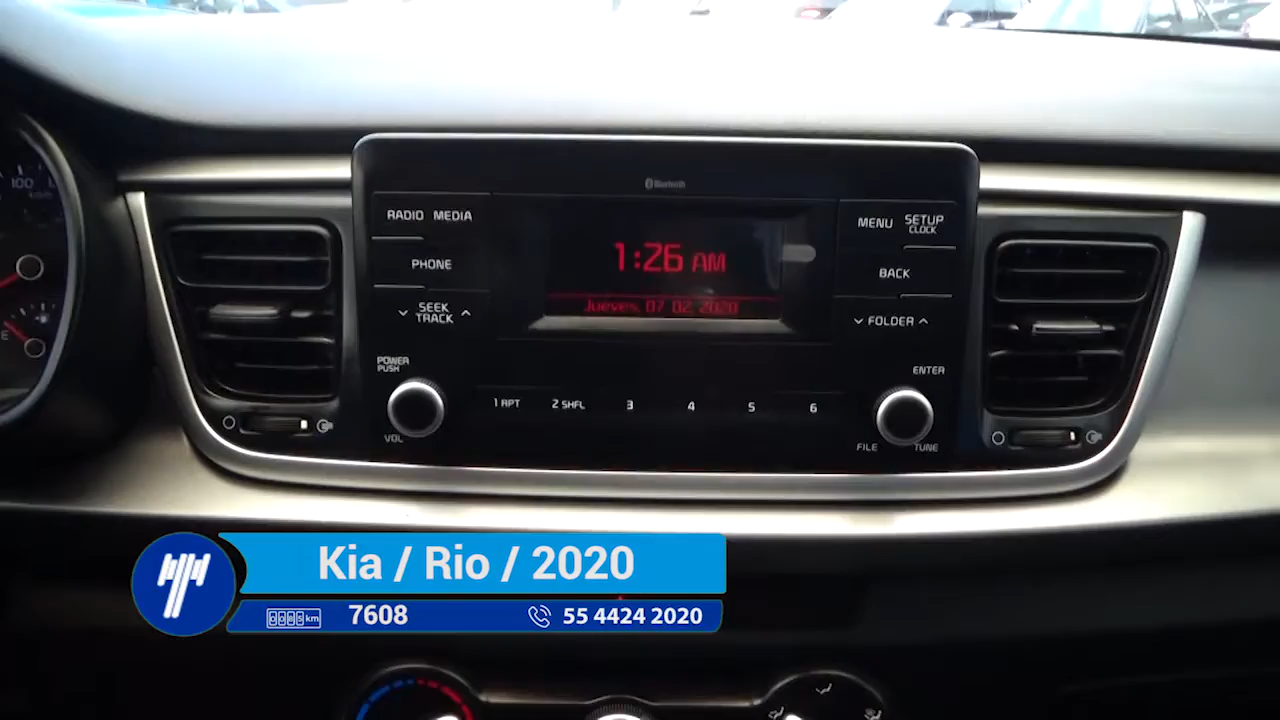 100
Bluetooth
RADIO MEDIA
PHONE
SEEK
TRACK
POWER
PUSH
VOL
1:26 AM
Jueves, 07 02 2020
MENU SETUP
CLOCK
BACK
FOLDER
ENTER
FILE TUNE
1 RPT 2 SHFL 3 4 5 6
E
Kia / Rio / 2020
km 7608 55 4424 2020